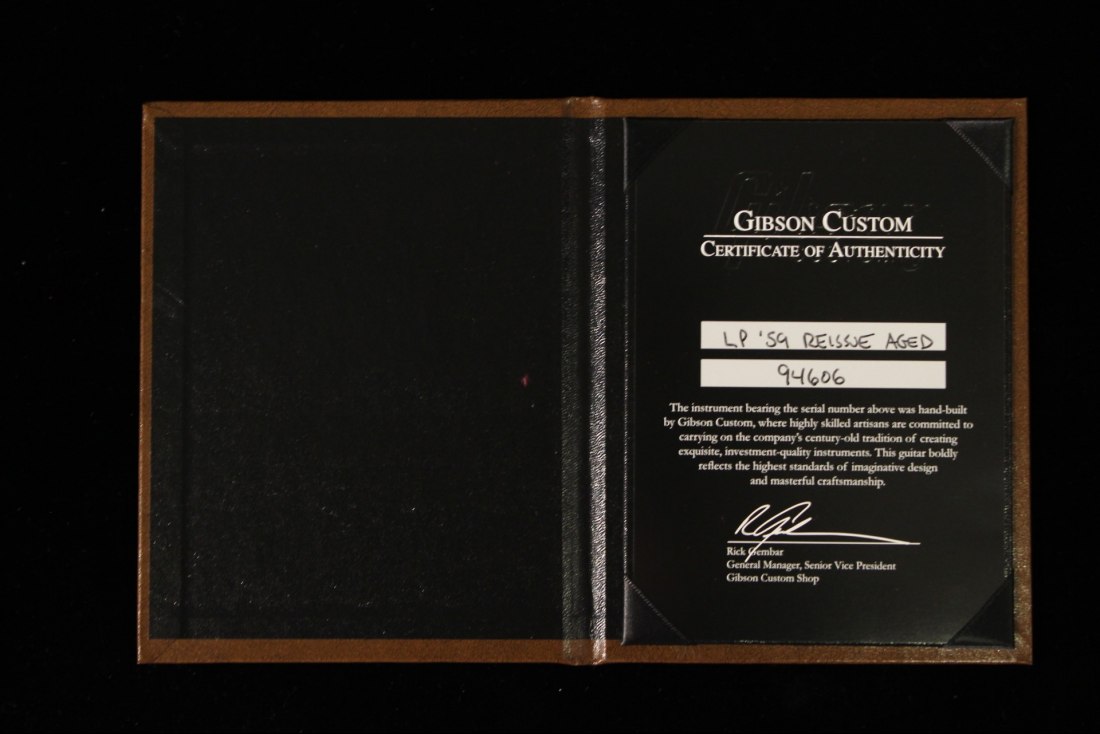 GIBSON CUSTOM
CERTIFICATE OF AUTHENTICITY
LP '59 REISSUE AGED
94606
The instrument bearing the serial number above was hand-built
by Gibson Custom, where highly skilled artisans are committed to
carrying on the company's century-old tradition of creating
exquisite, investment-quality instruments. This guitar boldly
reflects the highest standards of imaginative design
and masterful craftsmanship.
Rick Gembar
General Manager, Senior Vice President
Gibson Custom Shop